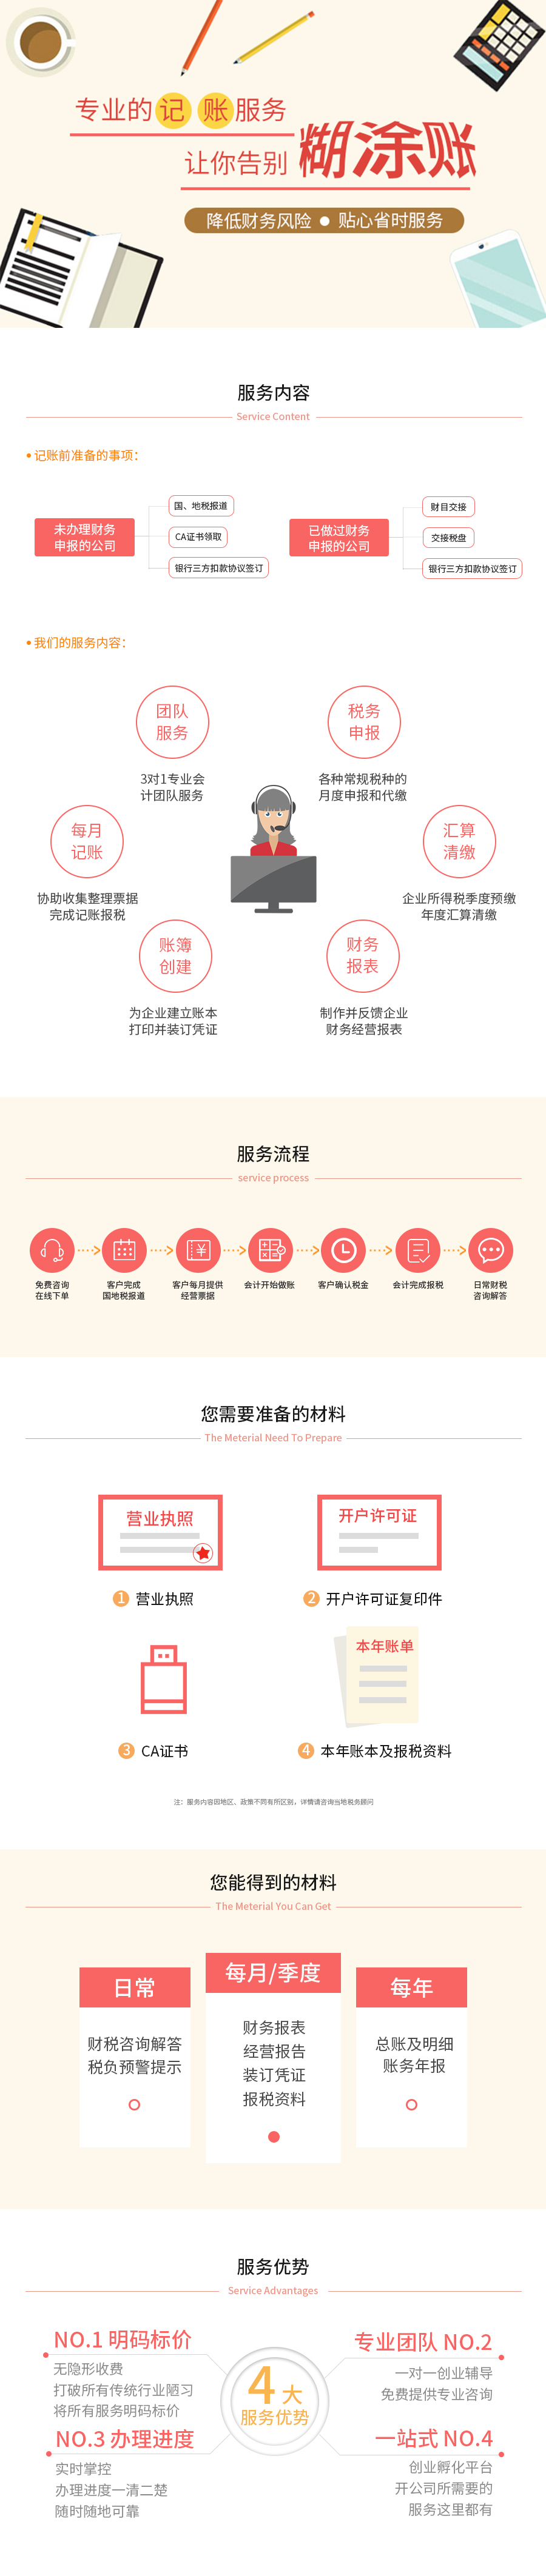 专业的记 账服务
让你告别 糊涂账
降低财务风险 ● 贴心省时服务
服务内容
Service Content
• 记账前准备的事项：
未办理财务
申报的公司
国、地税报道
CA证书领取
银行三方扣款协议签订
已做过财务
申报的公司
财目交接
交接税盘
银行三方扣款协议签订
• 我们的服务内容：
团队
服务
3对1专业会
计团队服务
税务
申报
各种常规税种的
月度申报和代缴
每月
记账
协助收集整理票据
完成记账报税
汇算
清缴
企业所得税季度预缴
年度汇算清缴
账簿
创建
为企业建立账本
打印并装订凭证
财务
报表
制作并反馈企业
财务经营报表
服务流程
service process
免费咨询
在线下单
客户完成
国地税报道
客户每月提供
经营票据
会计开始做账
客户确认税金
会计完成报税
日常财税
咨询解答
您需要准备的材料
The Meterial Need To Prepare
营业执照
1 营业执照
开户许可证
2 开户许可证复印件
3 CA证书
本年账单
4 本年账本及报税资料
注：服务内容因地区、政策不同有所区别，详情请咨询当地税务顾问
您能得到的材料
The Meterial You Can Get
日常
财税咨询解答
税负预警提示
每月/季度
财务报表
经营报告
装订凭证
报税资料
每年
总账及明细
账务年报
服务优势
Service Advantages
NO.1 明码标价
无隐形收费
打破所有传统行业陋习
将所有服务明码标价
专业团队 NO.2
一对一创业辅导
免费提供专业咨询
4大
服务优势
NO.3 办理进度
实时掌控
办理进度一清二楚
随时随地可靠
一站式 NO.4
创业孵化平台
开公司所需要的
服务这里都有